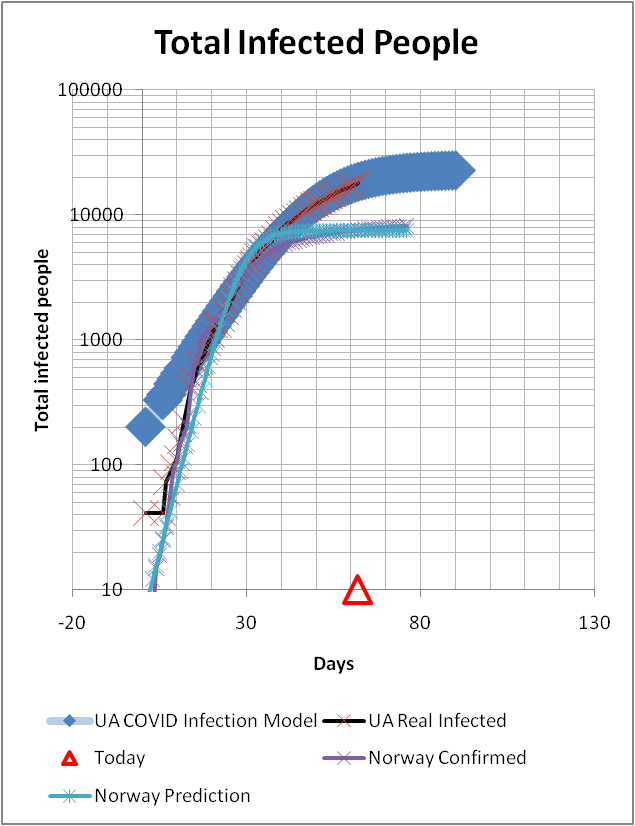 Total Infected People
100000
10000
1000
100
10
Total infected people
-20 30 80 130
Days
UA COVID Infection Model UA Real Infected
Today Norway Confirmed
Norway Prediction